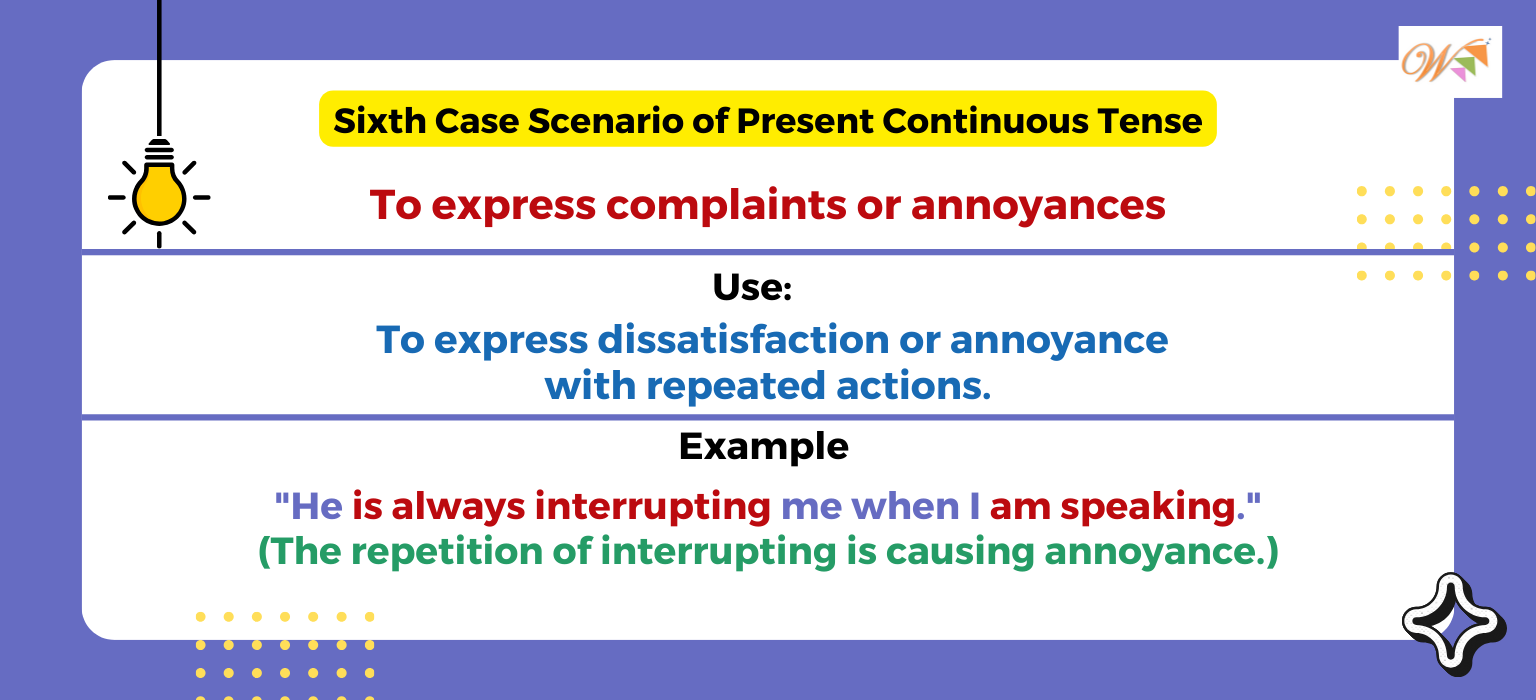 W
Sixth Case Scenario of Present Continuous Tense
To express complaints or annoyances
Use:
To express dissatisfaction or annoyance
with repeated actions.
Example
"He is always interrupting me when I am speaking."
(The repetition of interrupting is causing annoyance.)